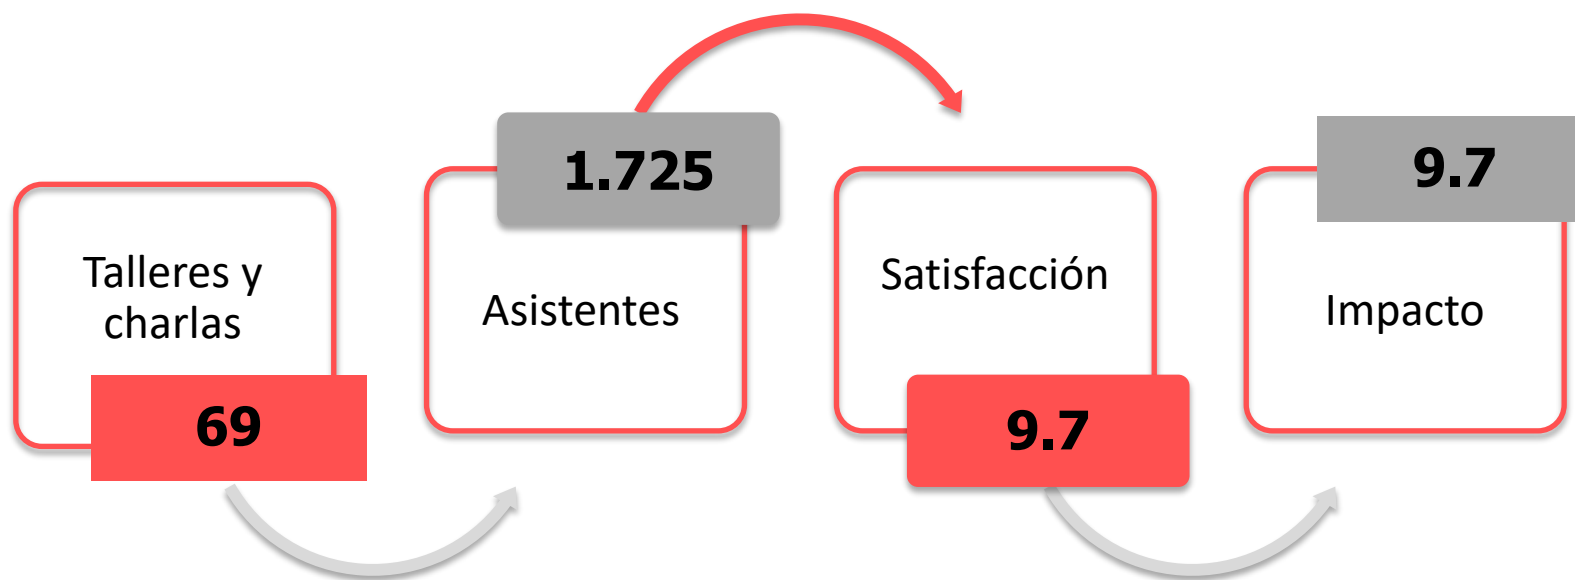 Talleres y
charlas
69
1.725
Asistentes
Satisfacción
9.7
9.7
Impacto